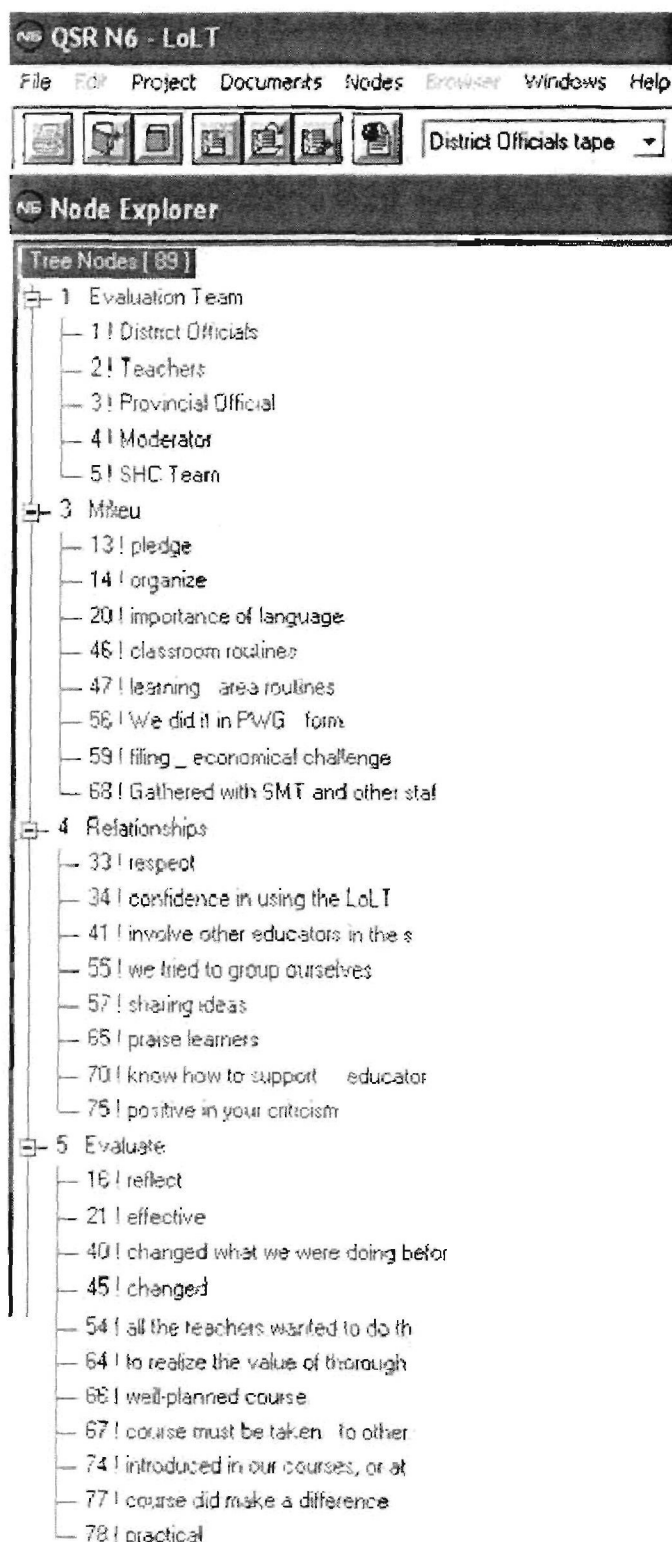 QSR N6 - LoLT
File Edit Project Documents Nodes Browser Windows Help
District Officials tape
Node Explorer
Tree Nodes [ 89 ]
1 Evaluation Team
1 ! District Officials
2 ! Teachers
3 ! Provincial Official
4 ! Moderator
5 ! SHC Team
3 Mfkeu
13 ! pledge
14 ! organize
20 ! importance of language
46 ! classroom routines
47 ! learning area routines
56 ! We did it in PWG form
59 ! filing _ economical challenge
68 ! Gathered with SMT and other staf
4 Relationships
33 ! respect
34 ! confidence in using the LoLT
41 ! involve other educators in the s
55 ! we tried to group ourselves
57 ! sharing ideas
65 ! praise learners
70 ! know how to support educator
75 ! positive in your criticism
5 Evaluate
16 ! reflect
21 ! effective
40 ! changed what we were doing befor
45 ! changed
54 ! all the teachers wanted to do th
64 ! to realize the value of thorough
66 ! well-planned course
67 ! course must be taken to other
74 ! introduced in our courses, or at
77 ! course did make a difference
78 ! practical